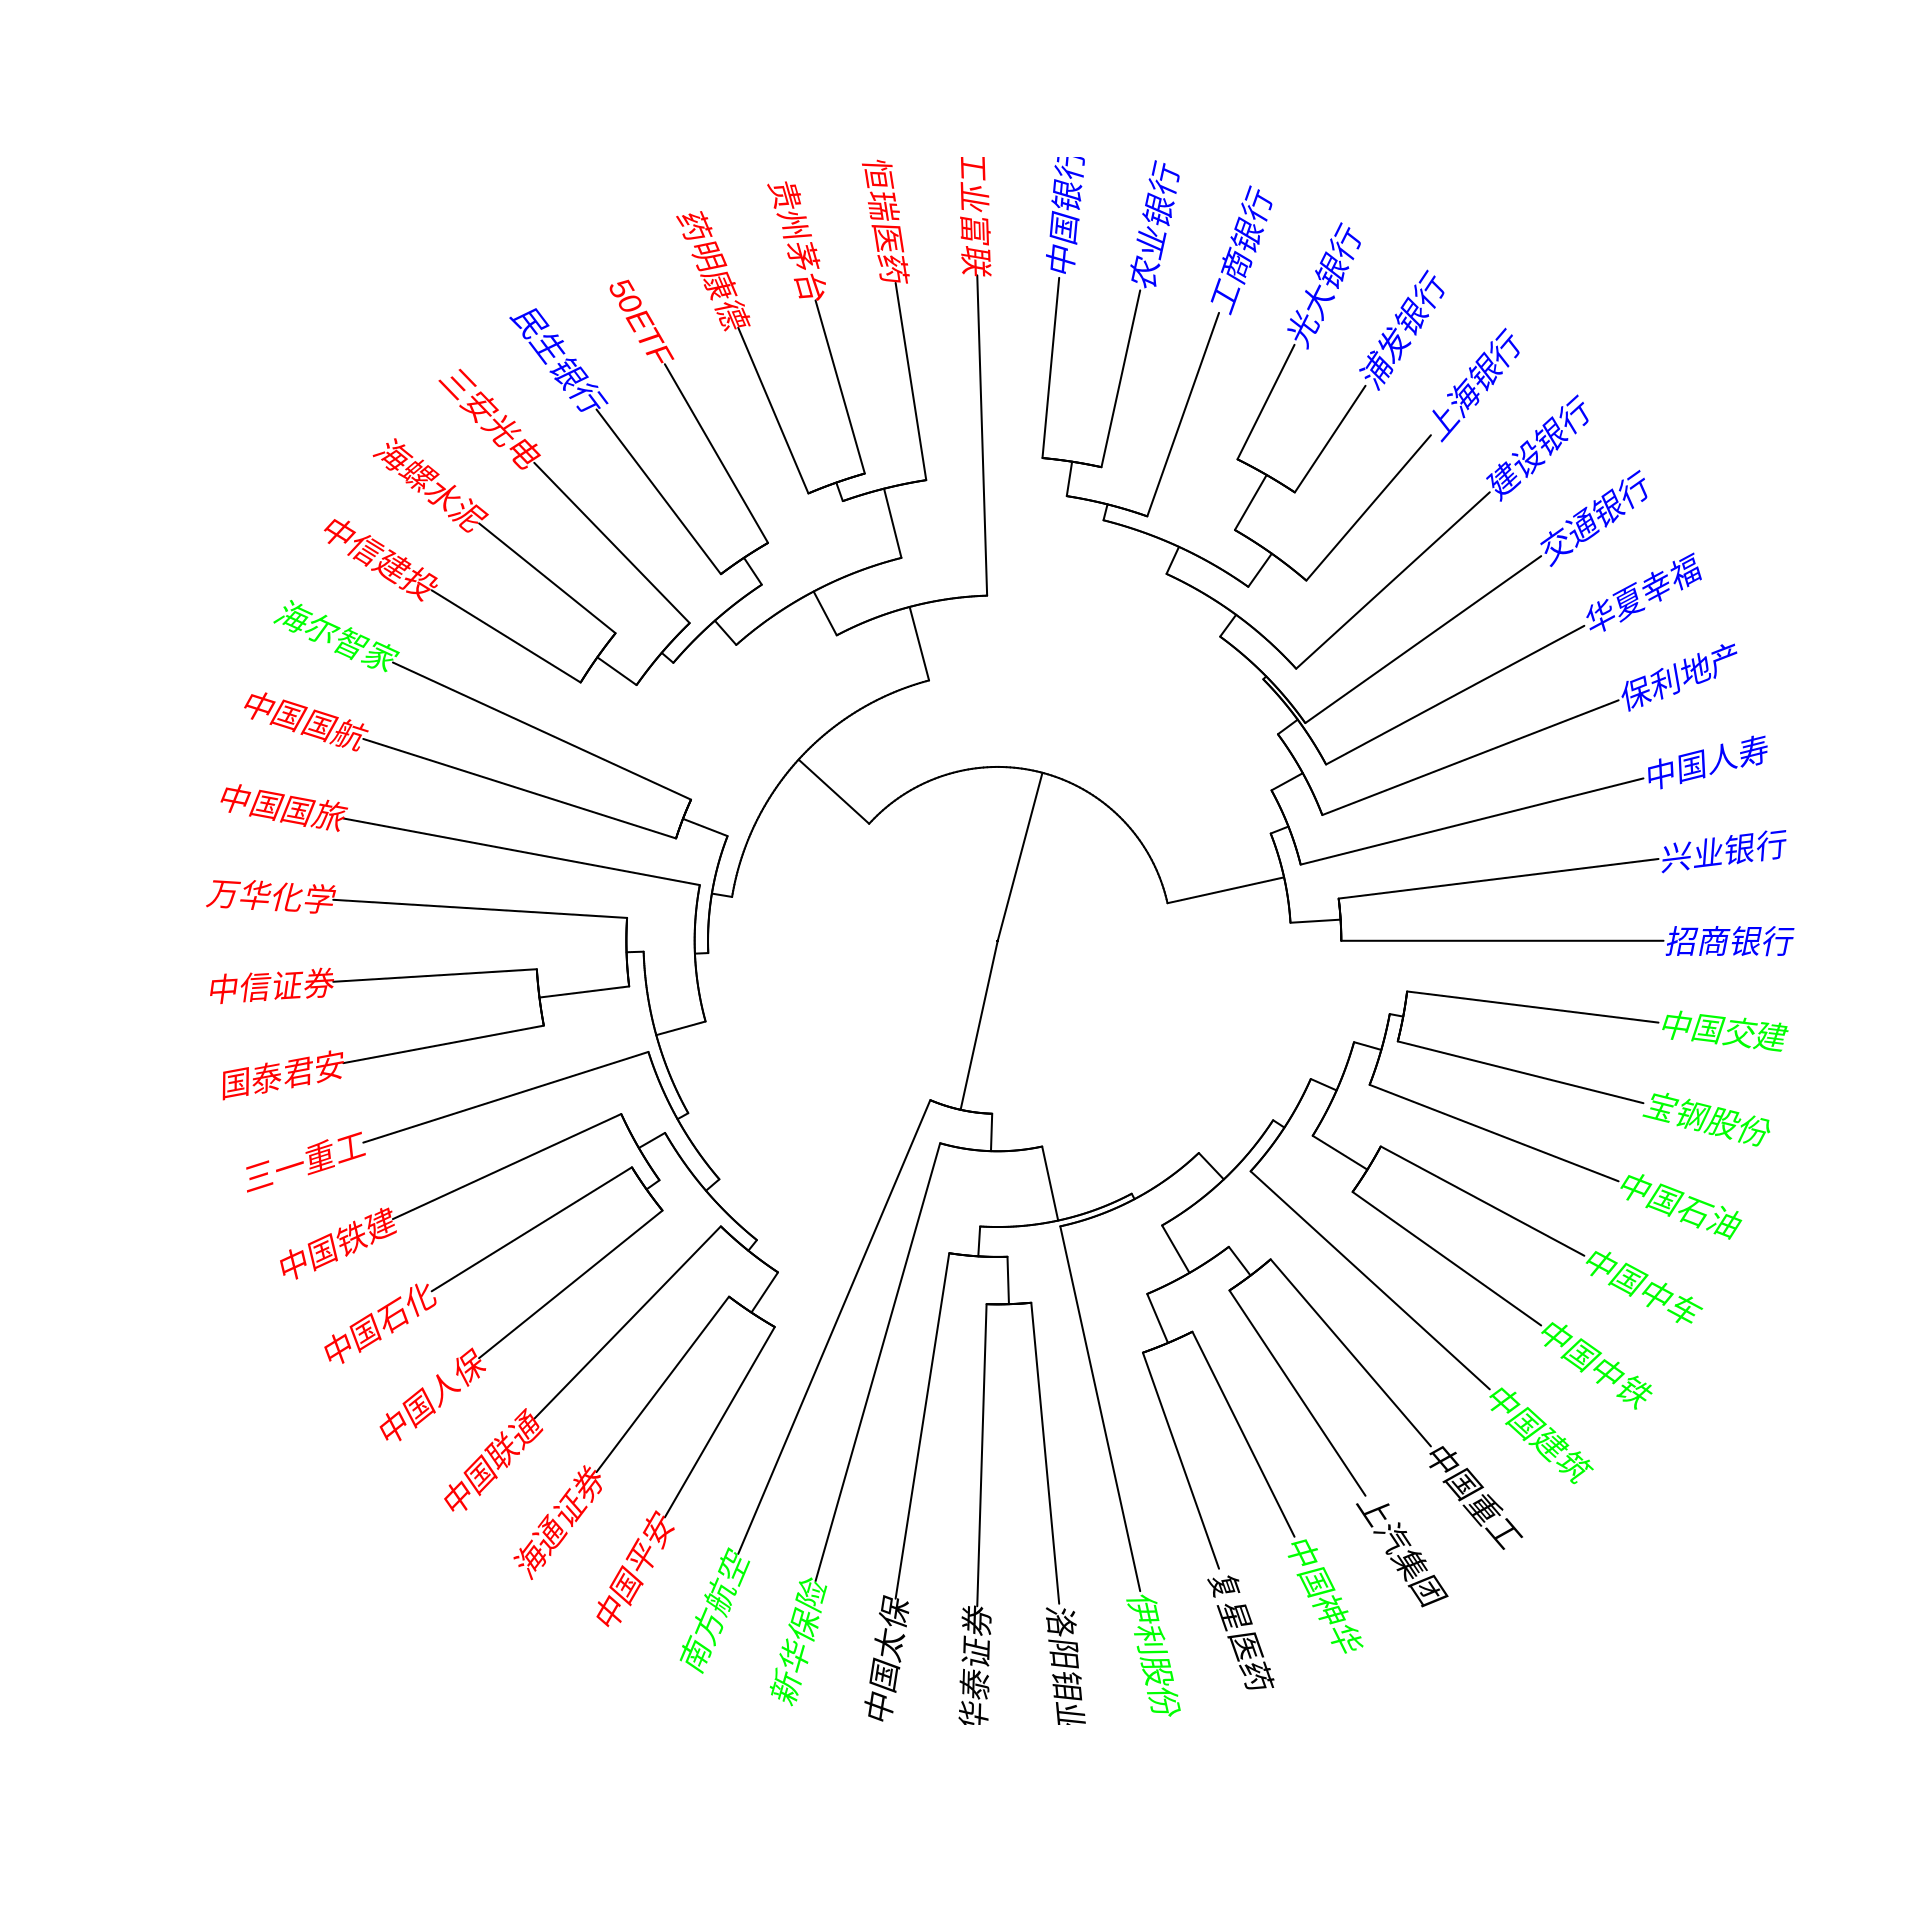 工业富联
中国银行
农业银行
工商银行
光大银行
浦发银行
上海银行
建设银行
交通银行
华夏幸福
保利地产
中国人寿
兴业银行
招商银行
中国交建
宝钢股份
中国石油
中国中车
中国中铁
中国建筑
中国重工
上汽集团
中国神华
复星医药
伊利股份
洛阳钼业
华泰证券
中国太保
新华保险
南方航空
中国平安
海通证券
中国联通
中国人保
中国石化
中国铁建
三一重工
国泰君安
中信证券
万华化学
中国国旅
中国国航
海尔智家
中信建投
海螺水泥
三安光电
民生银行
50ETF
药明康德
贵州茅台
恒瑞医药